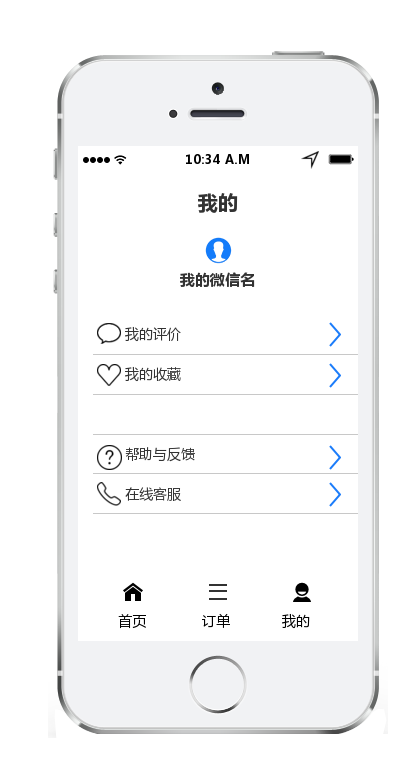 10:34 A.M
我的
我的微信名
我的评价
我的收藏
帮助与反馈
在线客服
首页 订单 我的